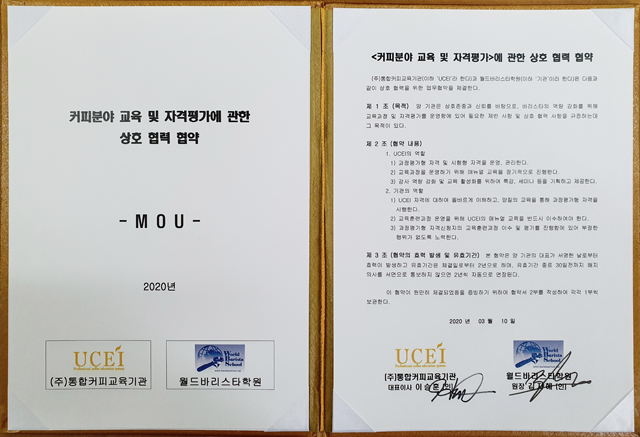 커피분야 교육 및 자격평가에 관한
상호 협력 협약
- M O U -
2020년
UCEI
(주)통합커피교육기관
World
Barista
School
월드바리스타학원
<커피분야 교육 및 자격평가>에 관한 상호 협력 협약
(주)통합커피교육기관(이하 'UCEI'라 한다)과 월드바리스타학원(이하 '기관'이라 한다)은 다음과
같이 상호 협력을 위한 업무협약을 체결한다.
제 1 조 (목적) 양 기관은 상호존중과 신뢰를 바탕으로, 바리스타의 역량 강화를 위해
교육과정 및 자격평가를 운영함에 있어 필요한 제반 사항 및 상호 협력 사항을 규정하는데
그 목적이 있다.
제 2 조 (협약 내용)
1. UCEI의 역할
1) 과정평가형 자격 및 시험형 자격을 운영, 관리한다.
2) 교육과정을 운영하기 위해 매뉴얼 교육을 정기적으로 진행한다.
3) 강사 역량 강화 및 교육 활성화를 위하여 특강, 세미나 등을 기획하고 제공한다.
2. 기관의 역할
1) UCEI 자격에 대하여 올바르게 이해하고, 양질의 교육을 통해 과정평가형 자격을
시행한다.
2) 교육훈련과정 운영을 위해 UCEI의 매뉴얼 교육을 반드시 이수하여야 한다.
3) 과정평가형 자격신청자의 교육훈련과정 이수 및 평가를 진행함에 있어 부정한
행위가 없도록 노력한다.
제 3 조 (협약의 효력 발생 및 유효기간) 본 협약은 양 기관의 대표가 서명한 날로부터
효력이 발생하고 유효기간은 체결일로부터 2년으로 하며, 유효기간 종료 30일전까지 해지
의사를 서면으로 통보하지 않으면 2년씩 자동으로 연장된다.
이 협약이 원만히 체결되었음을 증빙하기 위하여 협약서 2부를 작성하여 각각 1부씩
보관한다.
2020 년 03 월 10 일
UCEI
(주)통합커피교육기관
대표이사 이승훈 (인)
World
Barista
School
월드바리스타학원
원장 김 (인)